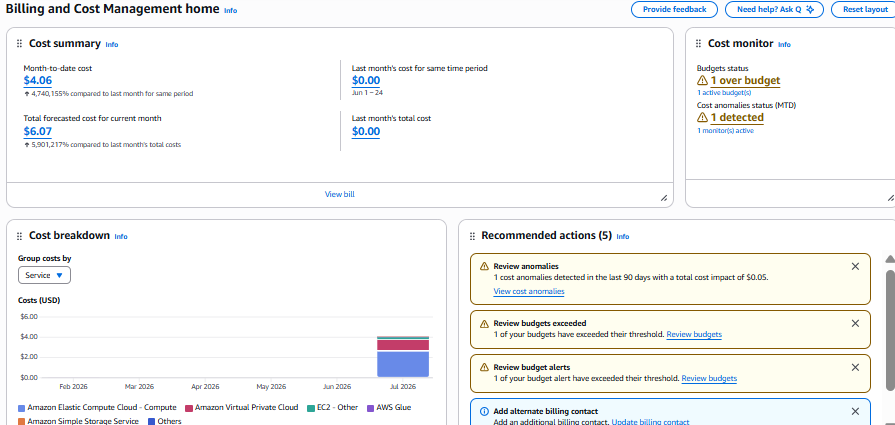 Billing and Cost Management home Info
Provide feedback
Need help? Ask Q
Reset layout
Cost summary Info
Month-to-date cost
$4.06
↑ 4,740,155% compared to last month for same period
Last month's cost for same time period
$0.00
Jun 1 – 24
Total forecasted cost for current month
$6.07
↑ 5,901,217% compared to last month's total costs
Last month's total cost
$0.00
View bill
Cost monitor Info
Budgets status
1 over budget
1 active budget(s)
Cost anomalies status (MTD)
1 detected
1 monitor(s) active
Cost breakdown Info
Group costs by
Service
Costs (USD)
$6.00
$4.00
$2.00
$0.00
Feb 2026 Mar 2026 Apr 2026 May 2026 Jun 2026 Jul 2026
Amazon Elastic Compute Cloud - Compute Amazon Virtual Private Cloud EC2 - Other AWS Glue
Amazon Simple Storage Service Others
Recommended actions (5) Info
Review anomalies
1 cost anomalies detected in the last 90 days with a total cost impact of $0.05.
View cost anomalies
Review budgets exceeded
1 of your budgets have exceeded their threshold. Review budgets
Review budget alerts
1 of your budget alert have exceeded their threshold. Review budgets
Add alternate billing contact
Add an additional billing contact. Update billing contact